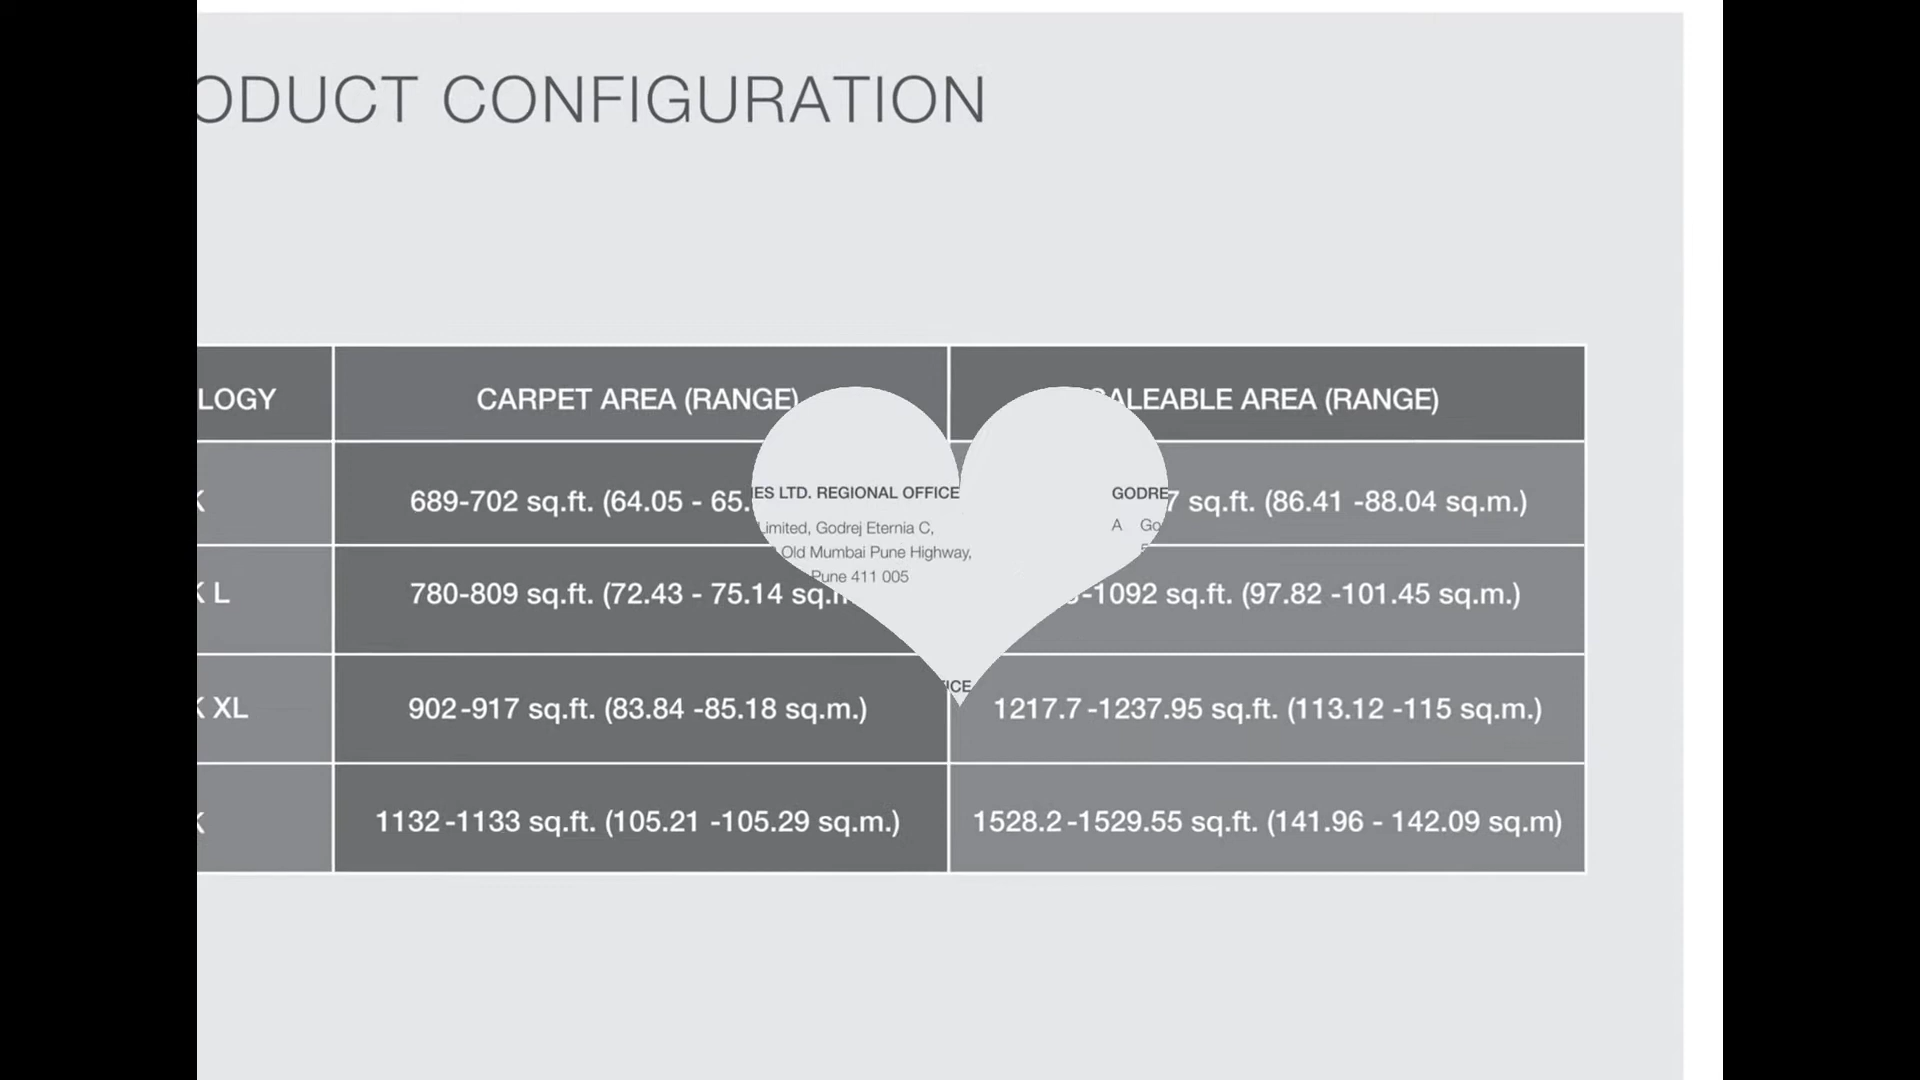 ODUCT CONFIGURATION
LOGY CARPET AREA (RANGE) SALEABLE AREA (RANGE)
K 689-702 sq.ft. (64.05 - 65. 7 sq.ft. (86.41 -88.04 sq.m.)
K L 780-809 sq.ft. (72.43 - 75.14 sq.m -1092 sq.ft. (97.82 -101.45 sq.m.)
K XL 902-917 sq.ft. (83.84 -85.18 sq.m.) 1217.7-1237.95 sq.ft. (113.12 -115 sq.m.)
K 1132-1133 sq.ft. (105.21 -105.29 sq.m.) 1528.2-1529.55 sq.ft. (141.96 - 142.09 sq.m)
IES LTD. REGIONAL OFFICE GODRE
Limited, Godrej Eternia C, A Go
Old Mumbai Pune Highway,
Pune 411 005
ICE